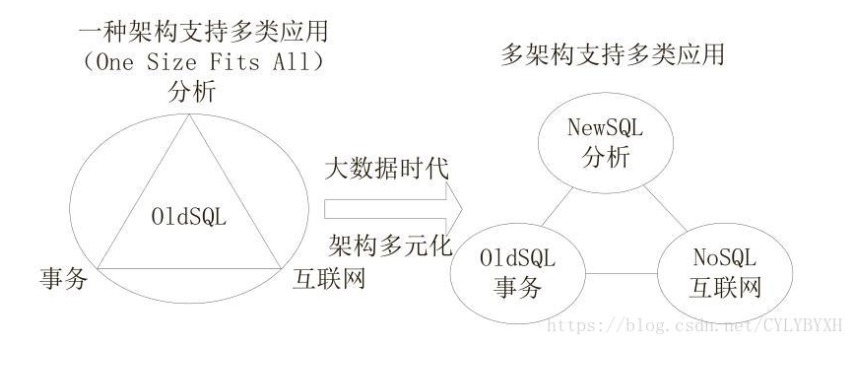 一种架构支持多类应用
（One Size Fits All）
分析
OldSQL
事务
互联网
大数据时代
架构多元化
多架构支持多类应用
NewSQL
分析
OldSQL
事务
NoSQL
互联网
https://blog.csdn.net/CYLYBYXH